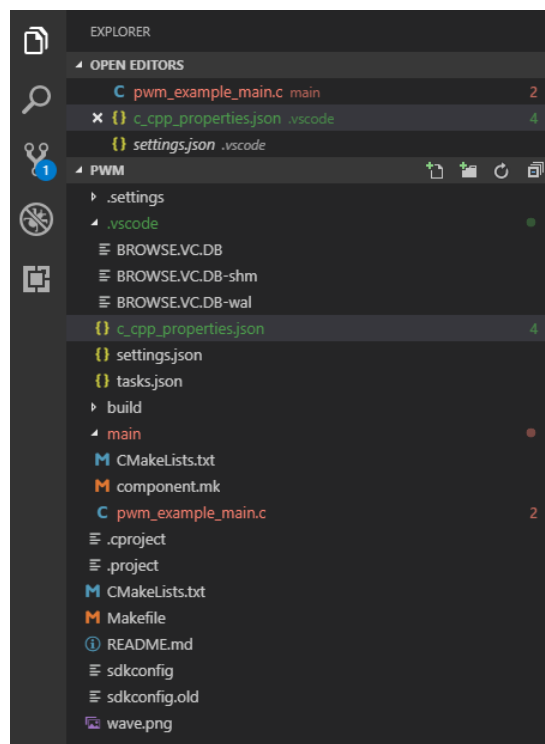 EXPLORER
OPEN EDITORS
C pwm_example_main.c main 2
{} c_cpp_properties.json .vscode 4
{} settings.json .vscode
1
PWM
.settings
.vscode
BROWSE.VC.DB
BROWSE.VC.DB-shm
BROWSE.VC.DB-wal
{} c_cpp_properties.json 4
{} settings.json
{} tasks.json
build
main
M CMakeLists.txt
M component.mk
C pwm_example_main.c 2
.cproject
.project
M CMakeLists.txt
M Makefile
README.md
sdkconfig
sdkconfig.old
wave.png